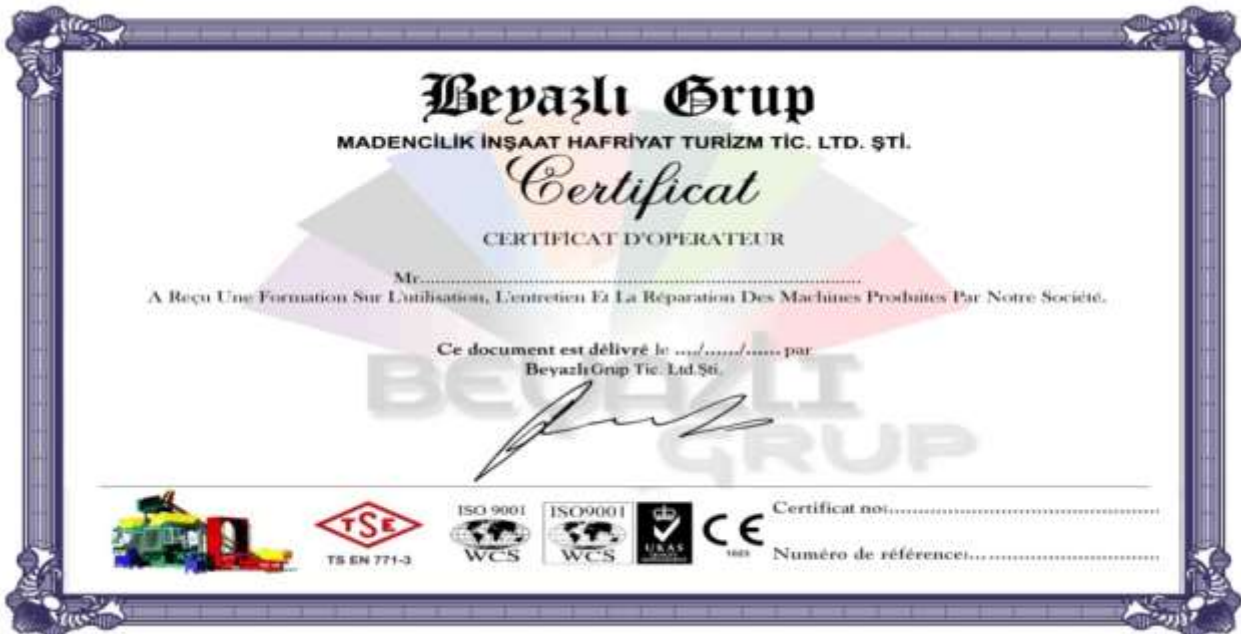 Beyazlı Grup
MADENCİLİK İNŞAAT HAFRİYAT TURİZM TİC. LTD. ŞTİ.
Certificat
CERTİFİCAT D'OPERATEUR
Mr.......................................................................
A Reçu Une Formation Sur L'utilisation, L'entretien Et La Réparation Des Machines Produites Par Notre Société.
Ce document est délivré le ..../....../...... par
Beyazlı Grup Tic. Ltd.Şti.
BEYAZLI
GRUP
TSE
TS EN 771-3
ISO 9001
WCS
ISO9001
WCS
UKAS
CE
Certificat no:............................................
Numéro de référence:................................